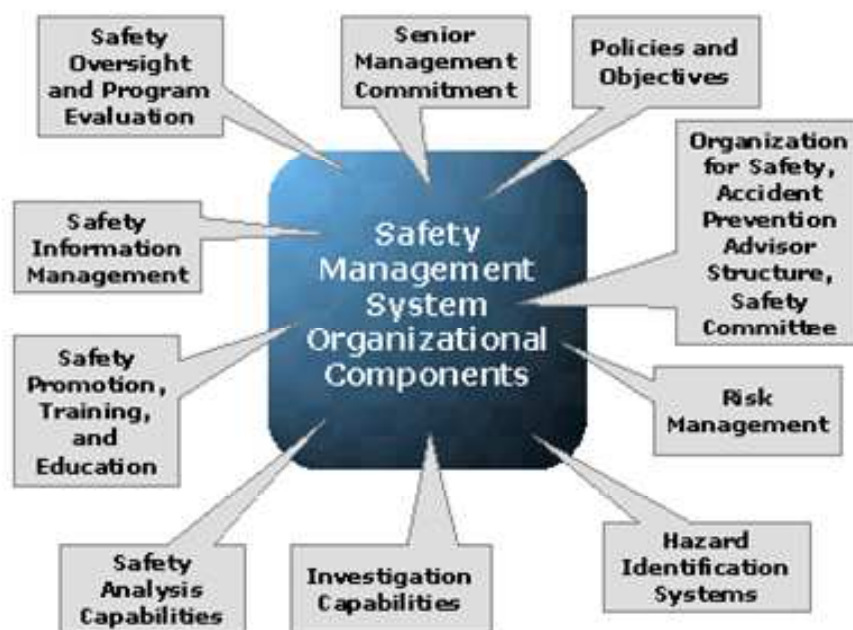 Safety
Oversight
and Program
Evaluation
Senior
Management
Commitment
Policies and
Objectives
Organization
for Safety,
Accident
Prevention
Advisor
Structure,
Safety
Committee
Safety
Information
Management
Safety
Management
System
Organizational
Components
Safety
Promotion,
Training,
and
Education
Risk
Management
Safety
Analysis
Capabilities
Investigation
Capabilities
Hazard
Identification
Systems